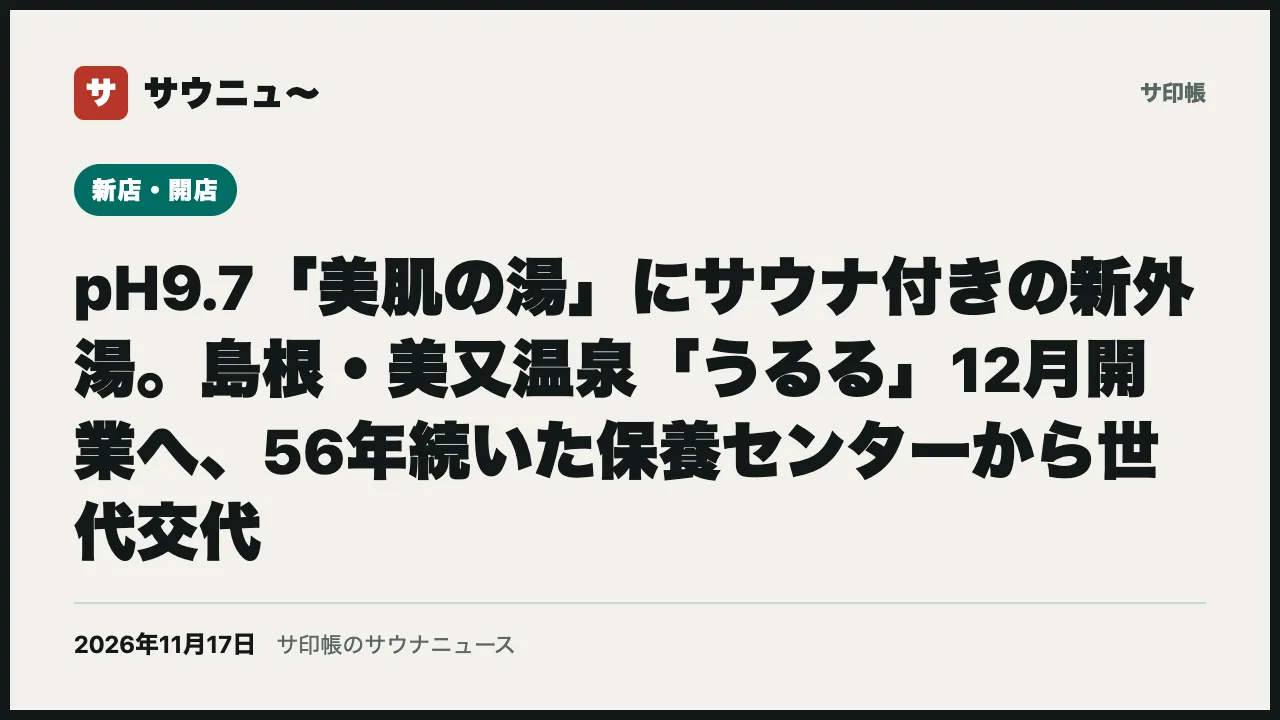 サ サウニュ〜
サ印帳
新店・開店
pH9.7「美肌の湯」にサウナ付きの新外
湯。島根・美又温泉「うるる」12月開
業へ、56年続いた保養センターから世
代交代
2026年11月17日 サ印帳のサウナニュース